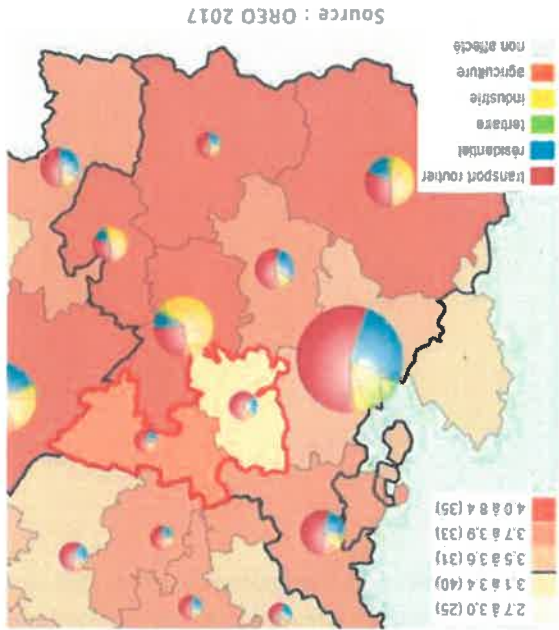 2,7 à 3,0 (25)
3,1 à 3,4 (40)
3,5 à 3,6 (31)
3,7 à 3,9 (33)
4,0 à 8,4 (35)
transport routier
résidentiel
tertiaire
industrie
agriculture
non affecté
Source : OREO 2017